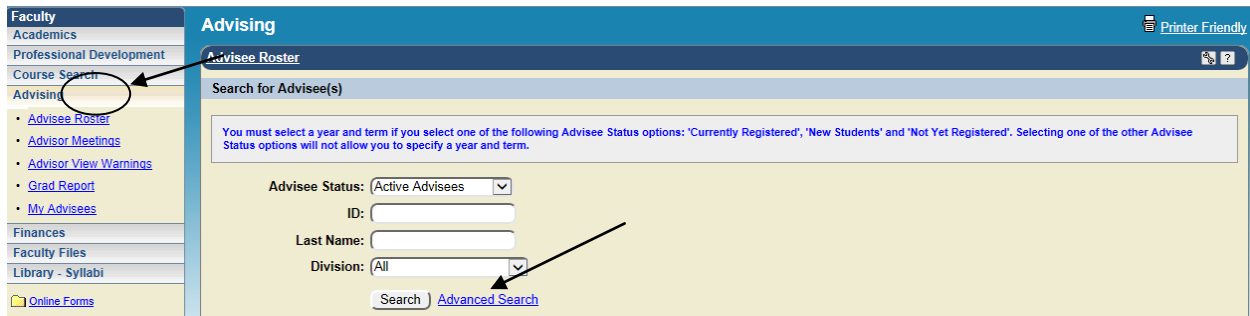 Faculty
Academics
Professional Development
Course Search
Advising
• Advisee Roster
• Advisor Meetings
• Advisor View Warnings
• Grad Report
• My Advisees
Finances
Faculty Files
Library - Syllabi
Online Forms
Advising
Printer Friendly
Advisee Roster
?
Search for Advisee(s)
You must select a year and term if you select one of the following Advisee Status options: 'Currently Registered', 'New Students' and 'Not Yet Registered'. Selecting one of the other Advisee
Status options will not allow you to specify a year and term.
Advisee Status: Active Advisees
ID:
Last Name:
Division: All
Search Advanced Search